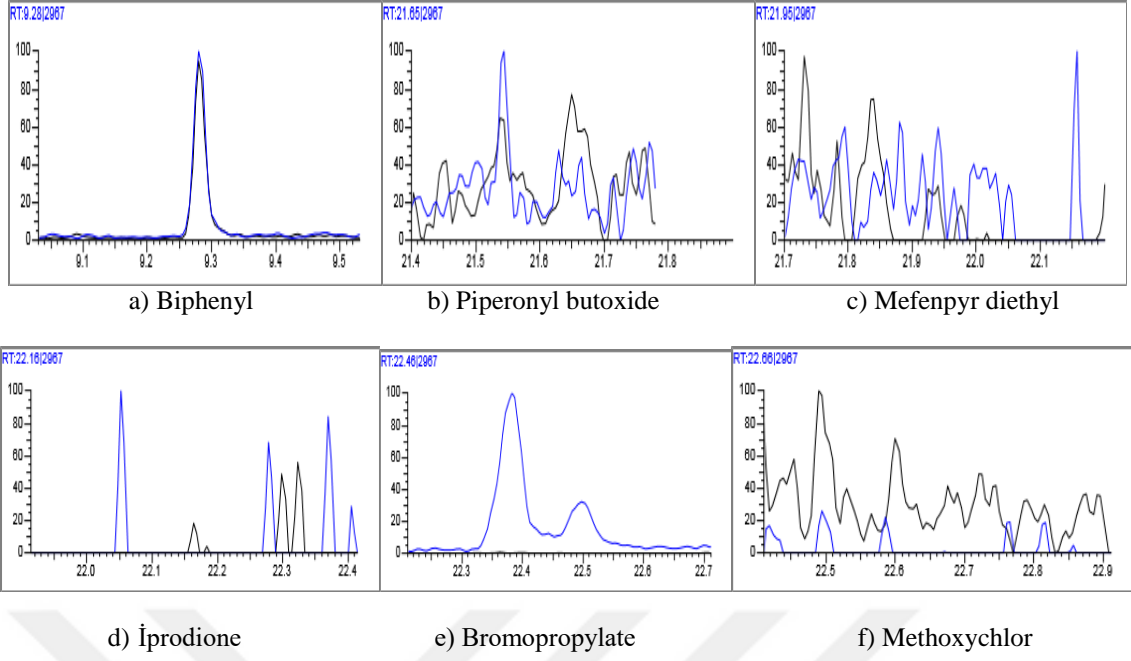 RT:9.28|2967
100
80
60
40
20
0
9.1 9.2 9.3 9.4 9.5
a) Biphenyl
RT:21.65|2967
100
80
60
40
20
0
21.4 21.5 21.6 21.7 21.8
b) Piperonyl butoxide
RT:21.95|2967
100
80
60
40
20
0
21.7 21.8 21.9 22.0 22.1
c) Mefenpyr diethyl
RT:22.16|2967
100
80
60
40
20
0
22.0 22.1 22.2 22.3 22.4
d) İprodione
RT:22.46|2967
100
80
60
40
20
0
22.3 22.4 22.5 22.6 22.7
e) Bromopropylate
RT:22.66|2967
100
80
60
40
20
0
22.5 22.6 22.7 22.8 22.9
f) Methoxychlor